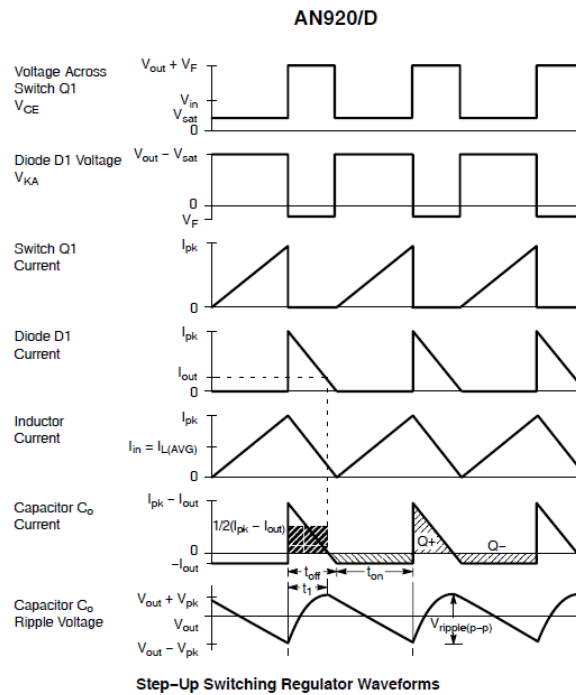 AN920/D
Voltage Across
Switch Q1
VCE
Vout + VF
Vin
Vsat
0
Diode D1 Voltage
VKA
Vout − Vsat
0
VF
Switch Q1
Current
Ipk
0
Diode D1
Current
Ipk
Iout
0
Inductor
Current
Ipk
Iin = IL(AVG)
0
Capacitor Co
Current
Ipk − Iout
1/2(Ipk − Iout)
0
−Iout
Q+
Q−
toff
ton
t1
Capacitor Co
Ripple Voltage
Vout + Vpk
Vout
Vout − Vpk
Vripple(p−p)
Step−Up Switching Regulator Waveforms